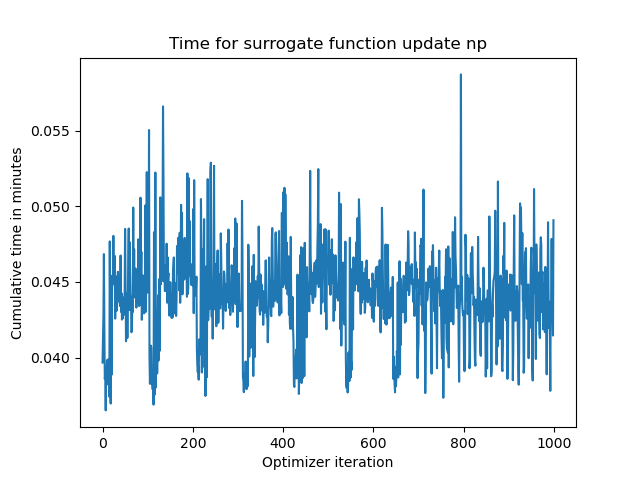 Time for surrogate function update np
Cumulative time in minutes
0.055
0.050
0.045
0.040
0 200 400 600 800 1000
Optimizer iteration